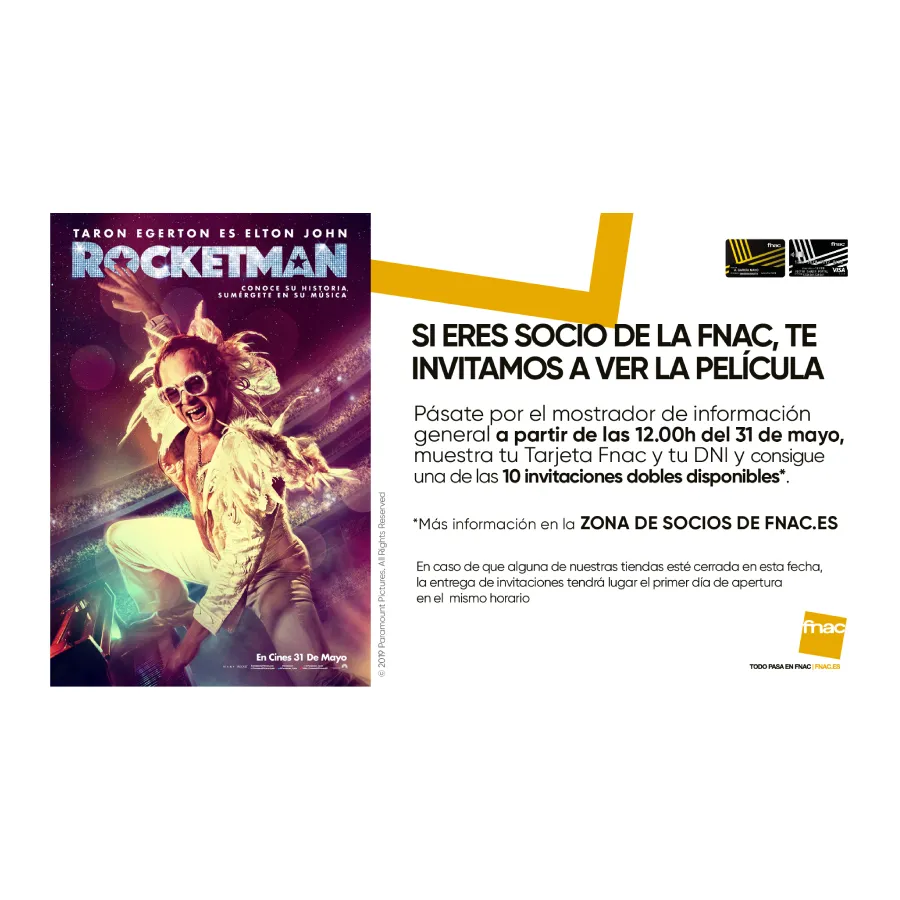 TARON EGERTON ES ELTON JOHN
ROCKETMAN
CONOCE SU HISTORIA,
SUMÉRGETE EN SU MÚSICA
En Cines 31 De Mayo
© 2019 Paramount Pictures. All Rights Reserved
fnac
fnac
VISA
SI ERES SOCIO DE LA FNAC, TE
INVITAMOS A VER LA PELÍCULA
Pásate por el mostrador de información
general a partir de las 12.00h del 31 de mayo,
muestra tu Tarjeta Fnac y tu DNI y consigue
una de las 10 invitaciones dobles disponibles*.
*Más información en la ZONA DE SOCIOS DE FNAC.ES
En caso de que alguna de nuestras tiendas esté cerrada en esta fecha,
la entrega de invitaciones tendrá lugar el primer día de apertura
en el mismo horario
fnac
TODO PASA EN FNAC | FNAC.ES